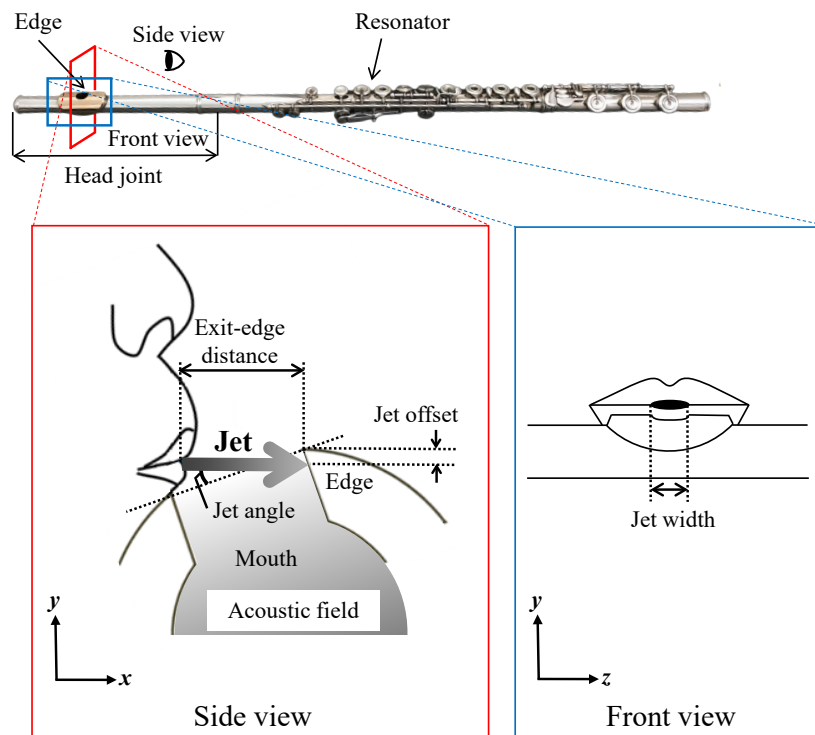 Edge
Side view
Resonator
Front view
Head joint
Exit-edge
distance
Jet offset
Jet
Edge
Jet angle
Mouth
Acoustic field
y
x
Side view
Jet width
y
z
Front view